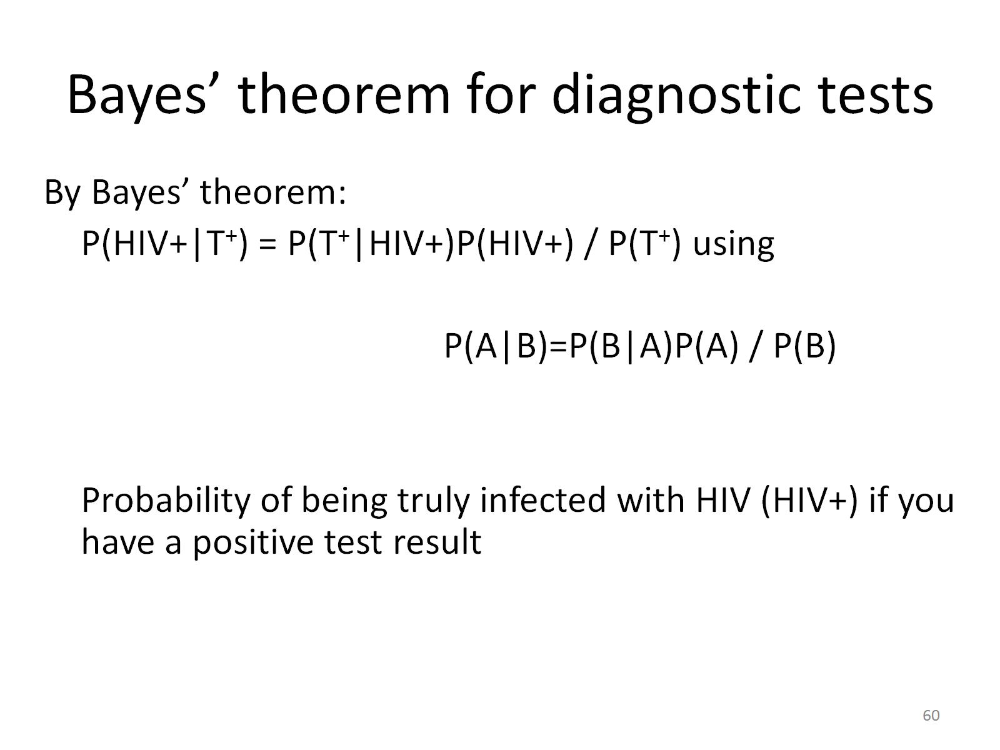 Bayes’ theorem for diagnostic tests
By Bayes’ theorem:
P(HIV+|T⁺) = P(T⁺|HIV+)P(HIV+) / P(T⁺) using
P(A|B)=P(B|A)P(A) / P(B)
Probability of being truly infected with HIV (HIV+) if you
have a positive test result
60